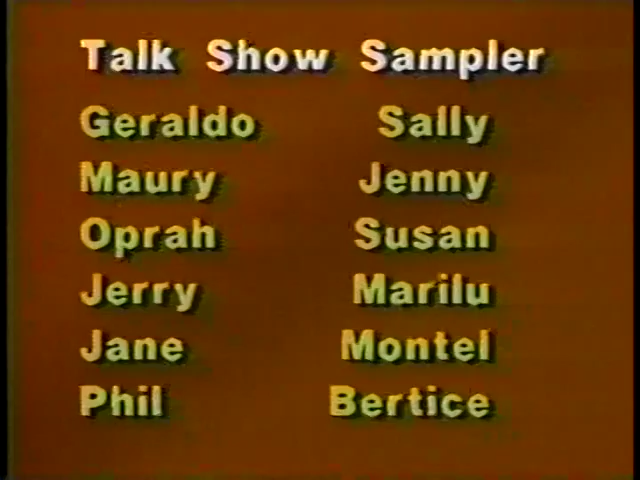 Talk Show Sampler
Geraldo Sally
Maury Jenny
Oprah Susan
Jerry Marilu
Jane Montel
Phil Bertice